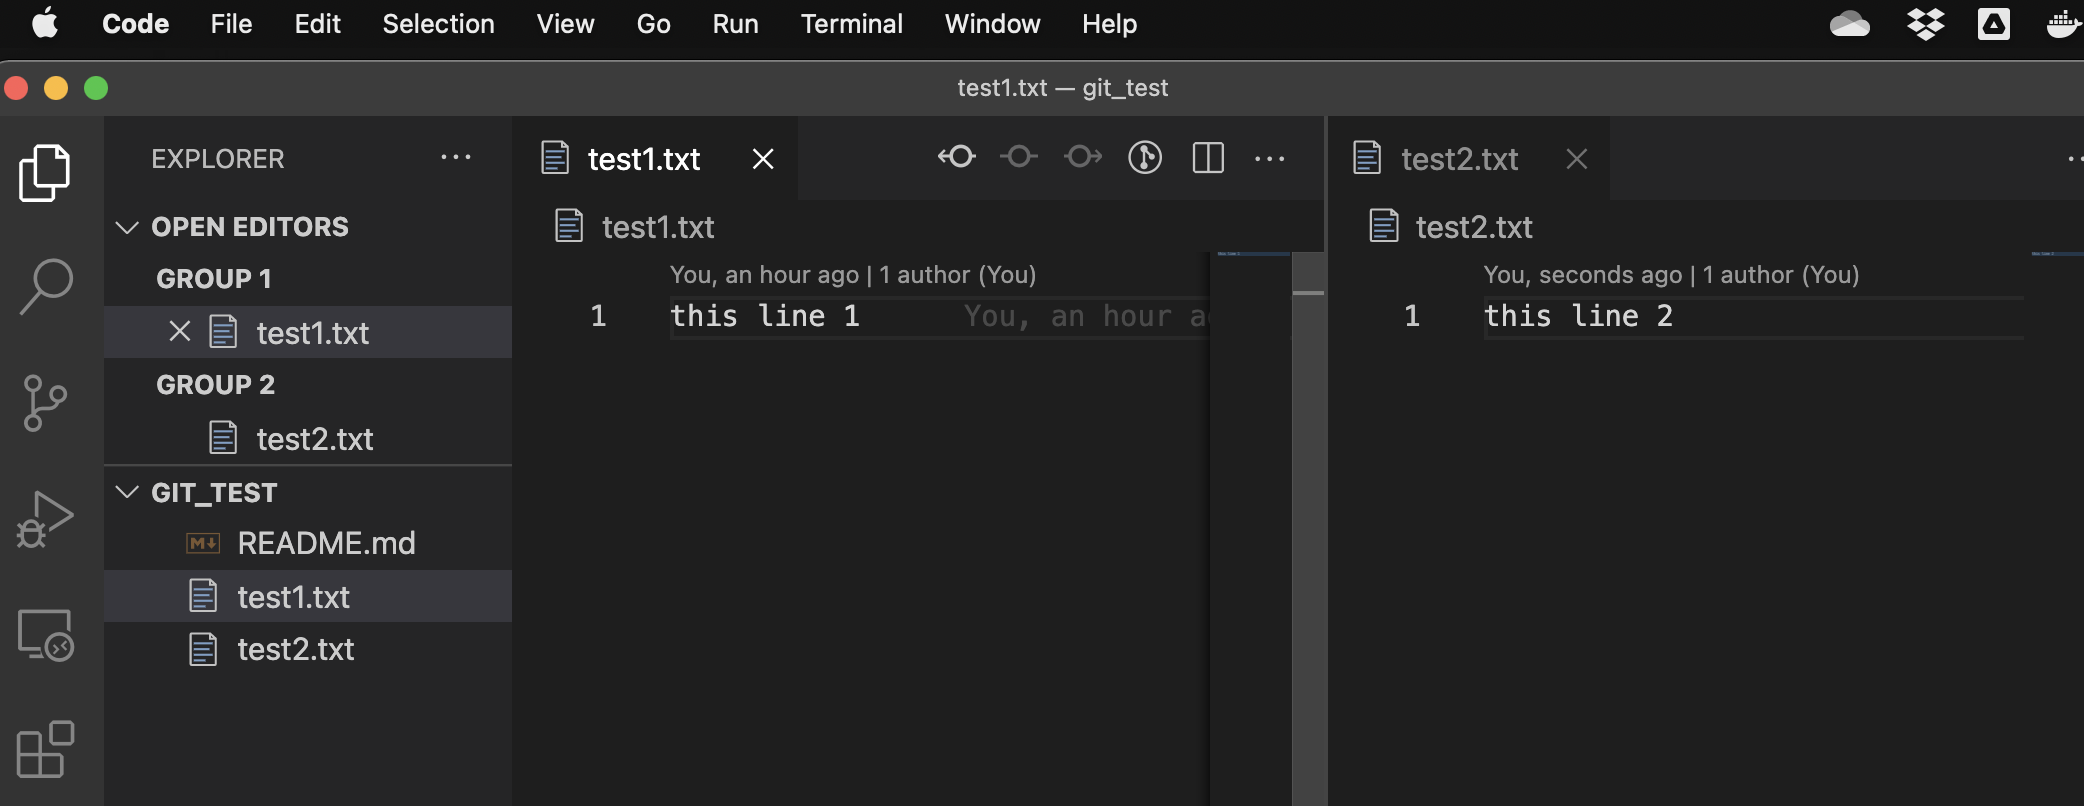 Code File Edit Selection View Go Run Terminal Window Help
test1.txt — git_test
EXPLORER
OPEN EDITORS
GROUP 1
test1.txt
GROUP 2
test2.txt
GIT_TEST
README.md
test1.txt
test2.txt
test1.txt
test1.txt
You, an hour ago | 1 author (You)
1 this line 1 You, an hour a
test2.txt
test2.txt
You, seconds ago | 1 author (You)
1 this line 2